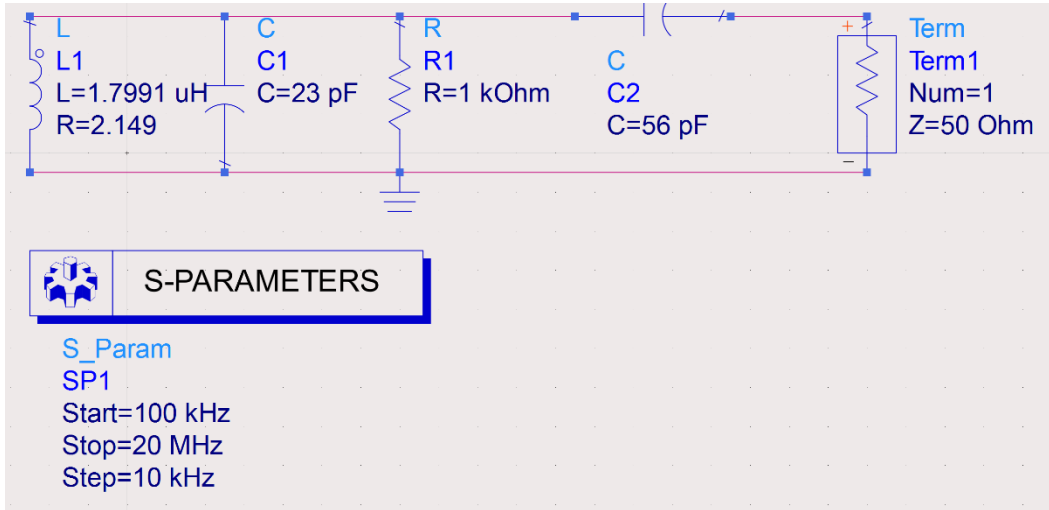 L
L1
L=1.7991 uH
R=2.149
C
C1
C=23 pF
R
R1
R=1 kOhm
C
C2
C=56 pF
+
Term
Term1
Num=1
Z=50 Ohm
−
S-PARAMETERS
S_Param
SP1
Start=100 kHz
Stop=20 MHz
Step=10 kHz